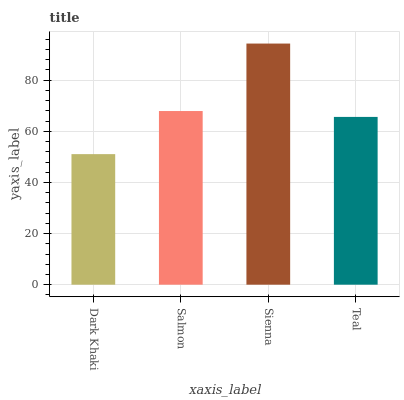 title
yaxis_label
80
60
40
20
0
Dark Khaki
Salmon
Sienna
Teal
xaxis_label